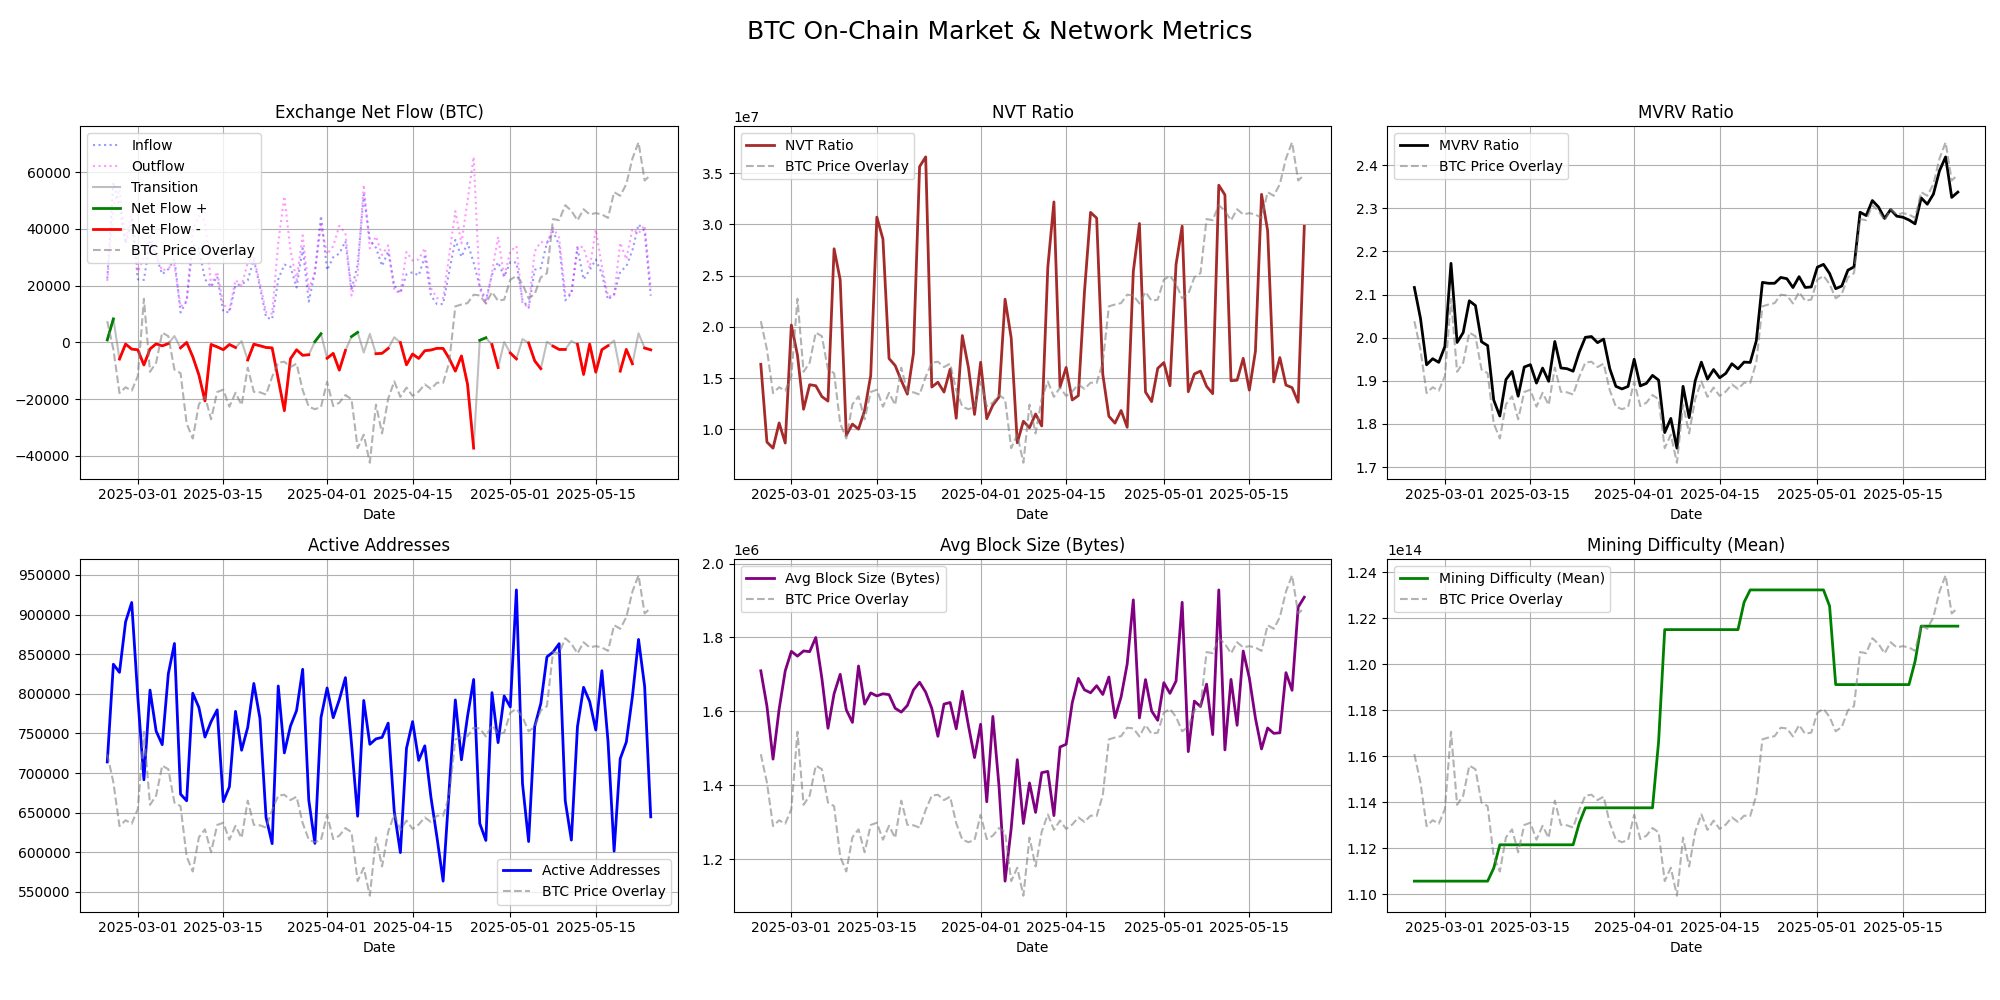 BTC On-Chain Market & Network Metrics
Exchange Net Flow (BTC)
Inflow
Outflow
Transition
Net Flow +
Net Flow -
BTC Price Overlay
60000
40000
20000
0
−20000
−40000
2025-03-01 2025-03-15 2025-04-01 2025-04-15 2025-05-01 2025-05-15
Date
NVT Ratio
1e7
NVT Ratio
BTC Price Overlay
3.5
3.0
2.5
2.0
1.5
1.0
2025-03-01 2025-03-15 2025-04-01 2025-04-15 2025-05-01 2025-05-15
Date
MVRV Ratio
MVRV Ratio
BTC Price Overlay
2.4
2.3
2.2
2.1
2.0
1.9
1.8
1.7
2025-03-01 2025-03-15 2025-04-01 2025-04-15 2025-05-01 2025-05-15
Date
Active Addresses
950000
900000
850000
800000
750000
700000
650000
600000
550000
Active Addresses
BTC Price Overlay
2025-03-01 2025-03-15 2025-04-01 2025-04-15 2025-05-01 2025-05-15
Date
Avg Block Size (Bytes)
1e6
Avg Block Size (Bytes)
BTC Price Overlay
2.0
1.8
1.6
1.4
1.2
2025-03-01 2025-03-15 2025-04-01 2025-04-15 2025-05-01 2025-05-15
Date
Mining Difficulty (Mean)
1e14
Mining Difficulty (Mean)
BTC Price Overlay
1.24
1.22
1.20
1.18
1.16
1.14
1.12
1.10
2025-03-01 2025-03-15 2025-04-01 2025-04-15 2025-05-01 2025-05-15
Date